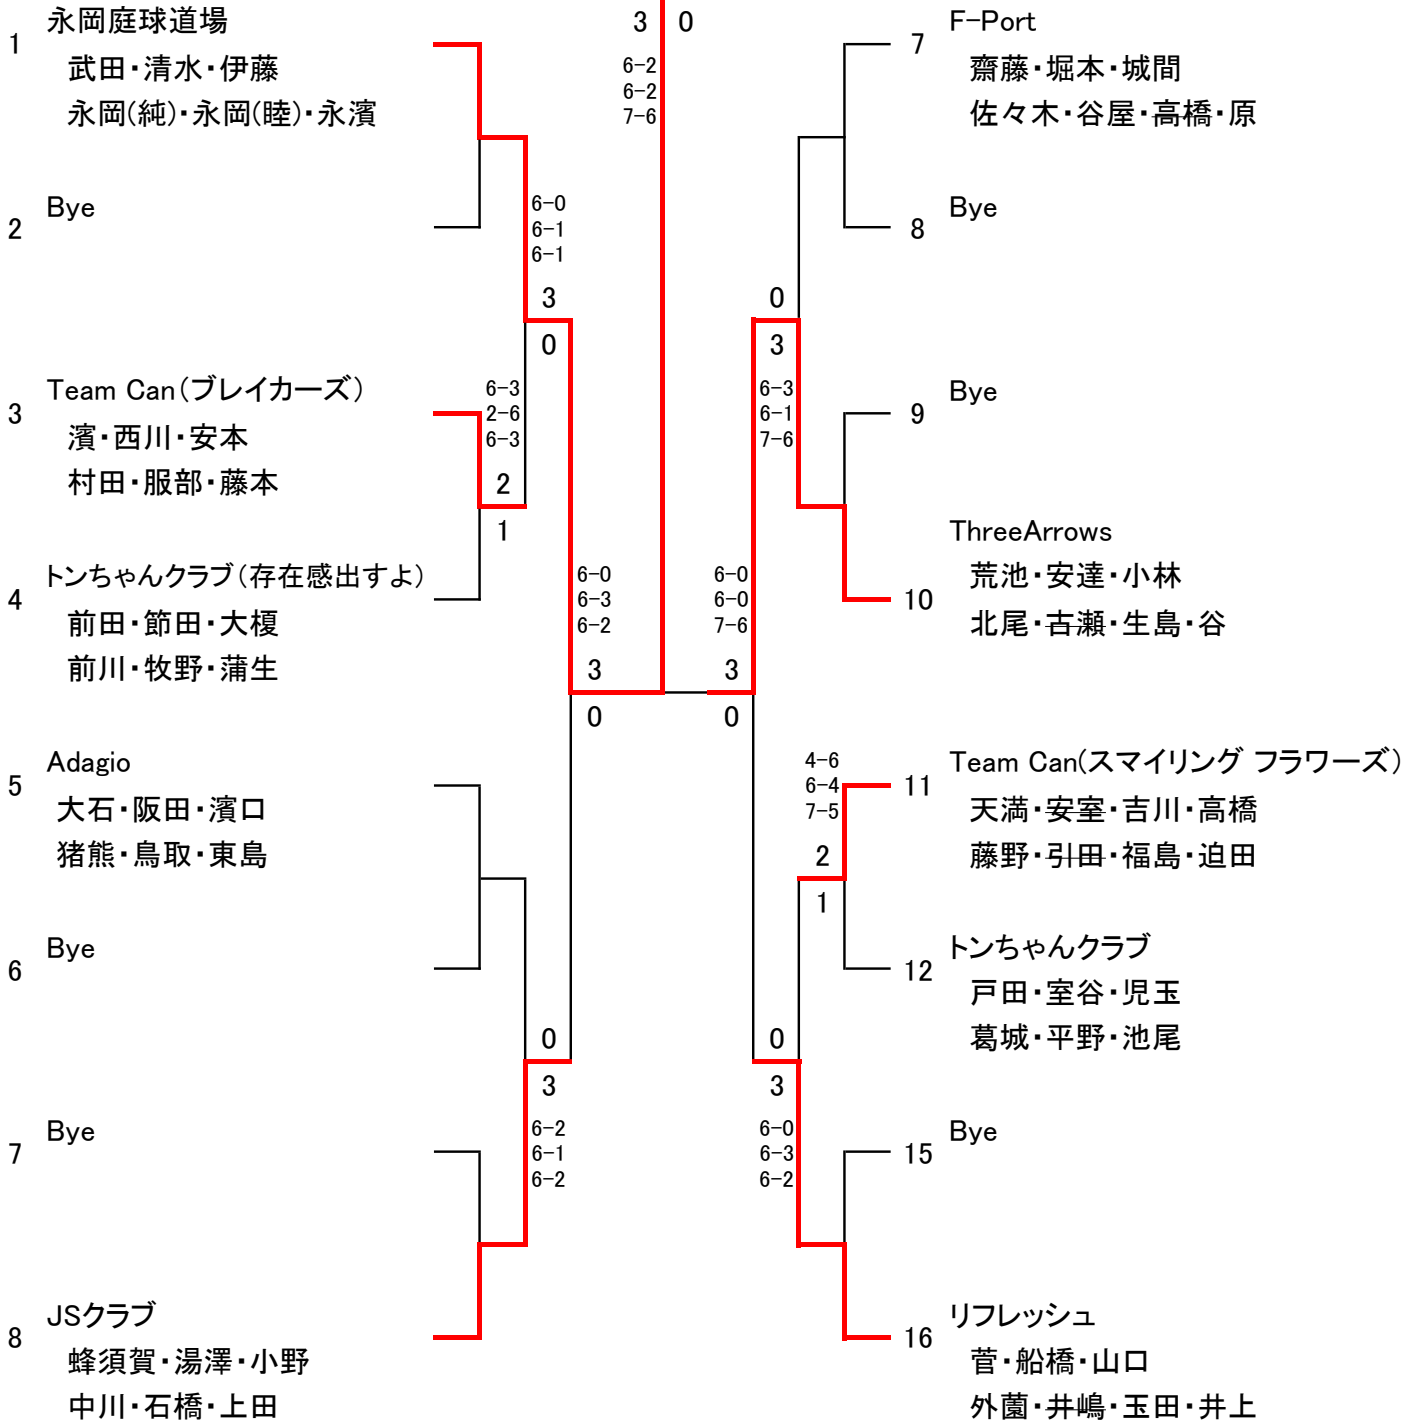 永岡庭球道場
1
武田・清水・伊藤
永岡(純)・永岡(睦)・永濱
Bye
2
6-0
6-1
6-1
3
0
Team Can（ブレイカーズ）
3
濱・西川・安本
村田・服部・藤本
6-3
2-6
6-3
2
1
トンちゃんクラブ（存在感出すよ）
4
前田・節田・大榎
前川・牧野・蒲生
6-0
6-3
6-2
3
0
Adagio
5
大石・阪田・濱口
猪熊・鳥取・東島
Bye
6
0
3
6-2
6-1
6-2
Bye
7
JSクラブ
8
蜂須賀・湯澤・小野
中川・石橋・上田
3 0
6-2
6-2
7-6
F-Port
7
齋藤・堀本・城間
佐々木・谷屋・高橋・原
Bye
8
0
3
6-3
6-1
7-6
Bye
9
ThreeArrows
10
荒池・安達・小林
北尾・古瀬・生島・谷
6-0
6-0
7-6
3
0
Team Can(スマイリング フラワーズ）
11
天満・安室・吉川・高橋
藤野・引田・福島・迫田
4-6
6-4
7-5
2
1
トンちゃんクラブ
12
戸田・室谷・児玉
葛城・平野・池尾
0
3
6-0
6-3
6-2
Bye
15
リフレッシュ
16
菅・船橋・山口
外薗・井嶋・玉田・井上